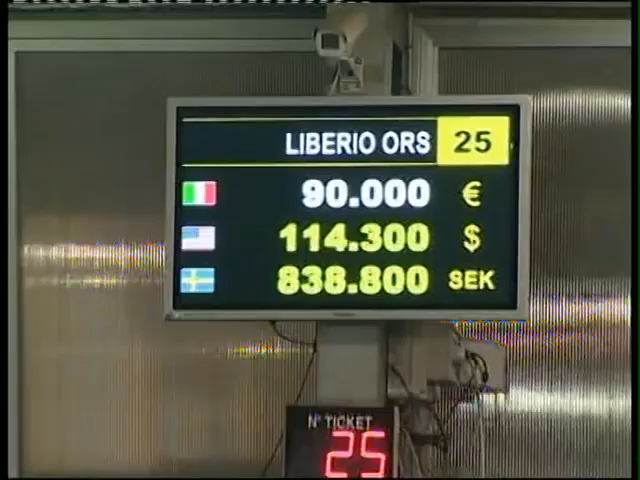 LIBERIO ORS 25
90.000 €
114.300 $
838.800 SEK
N° TICKET
25